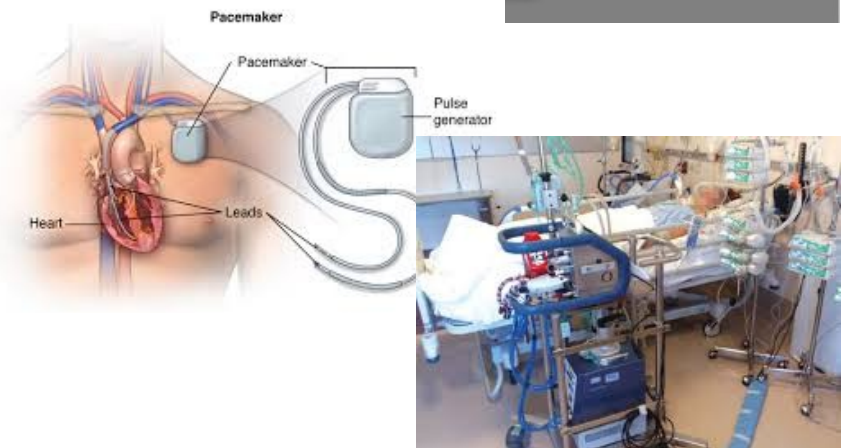 Pacemaker
Pacemaker
Pulse
generator
Leads
Heart